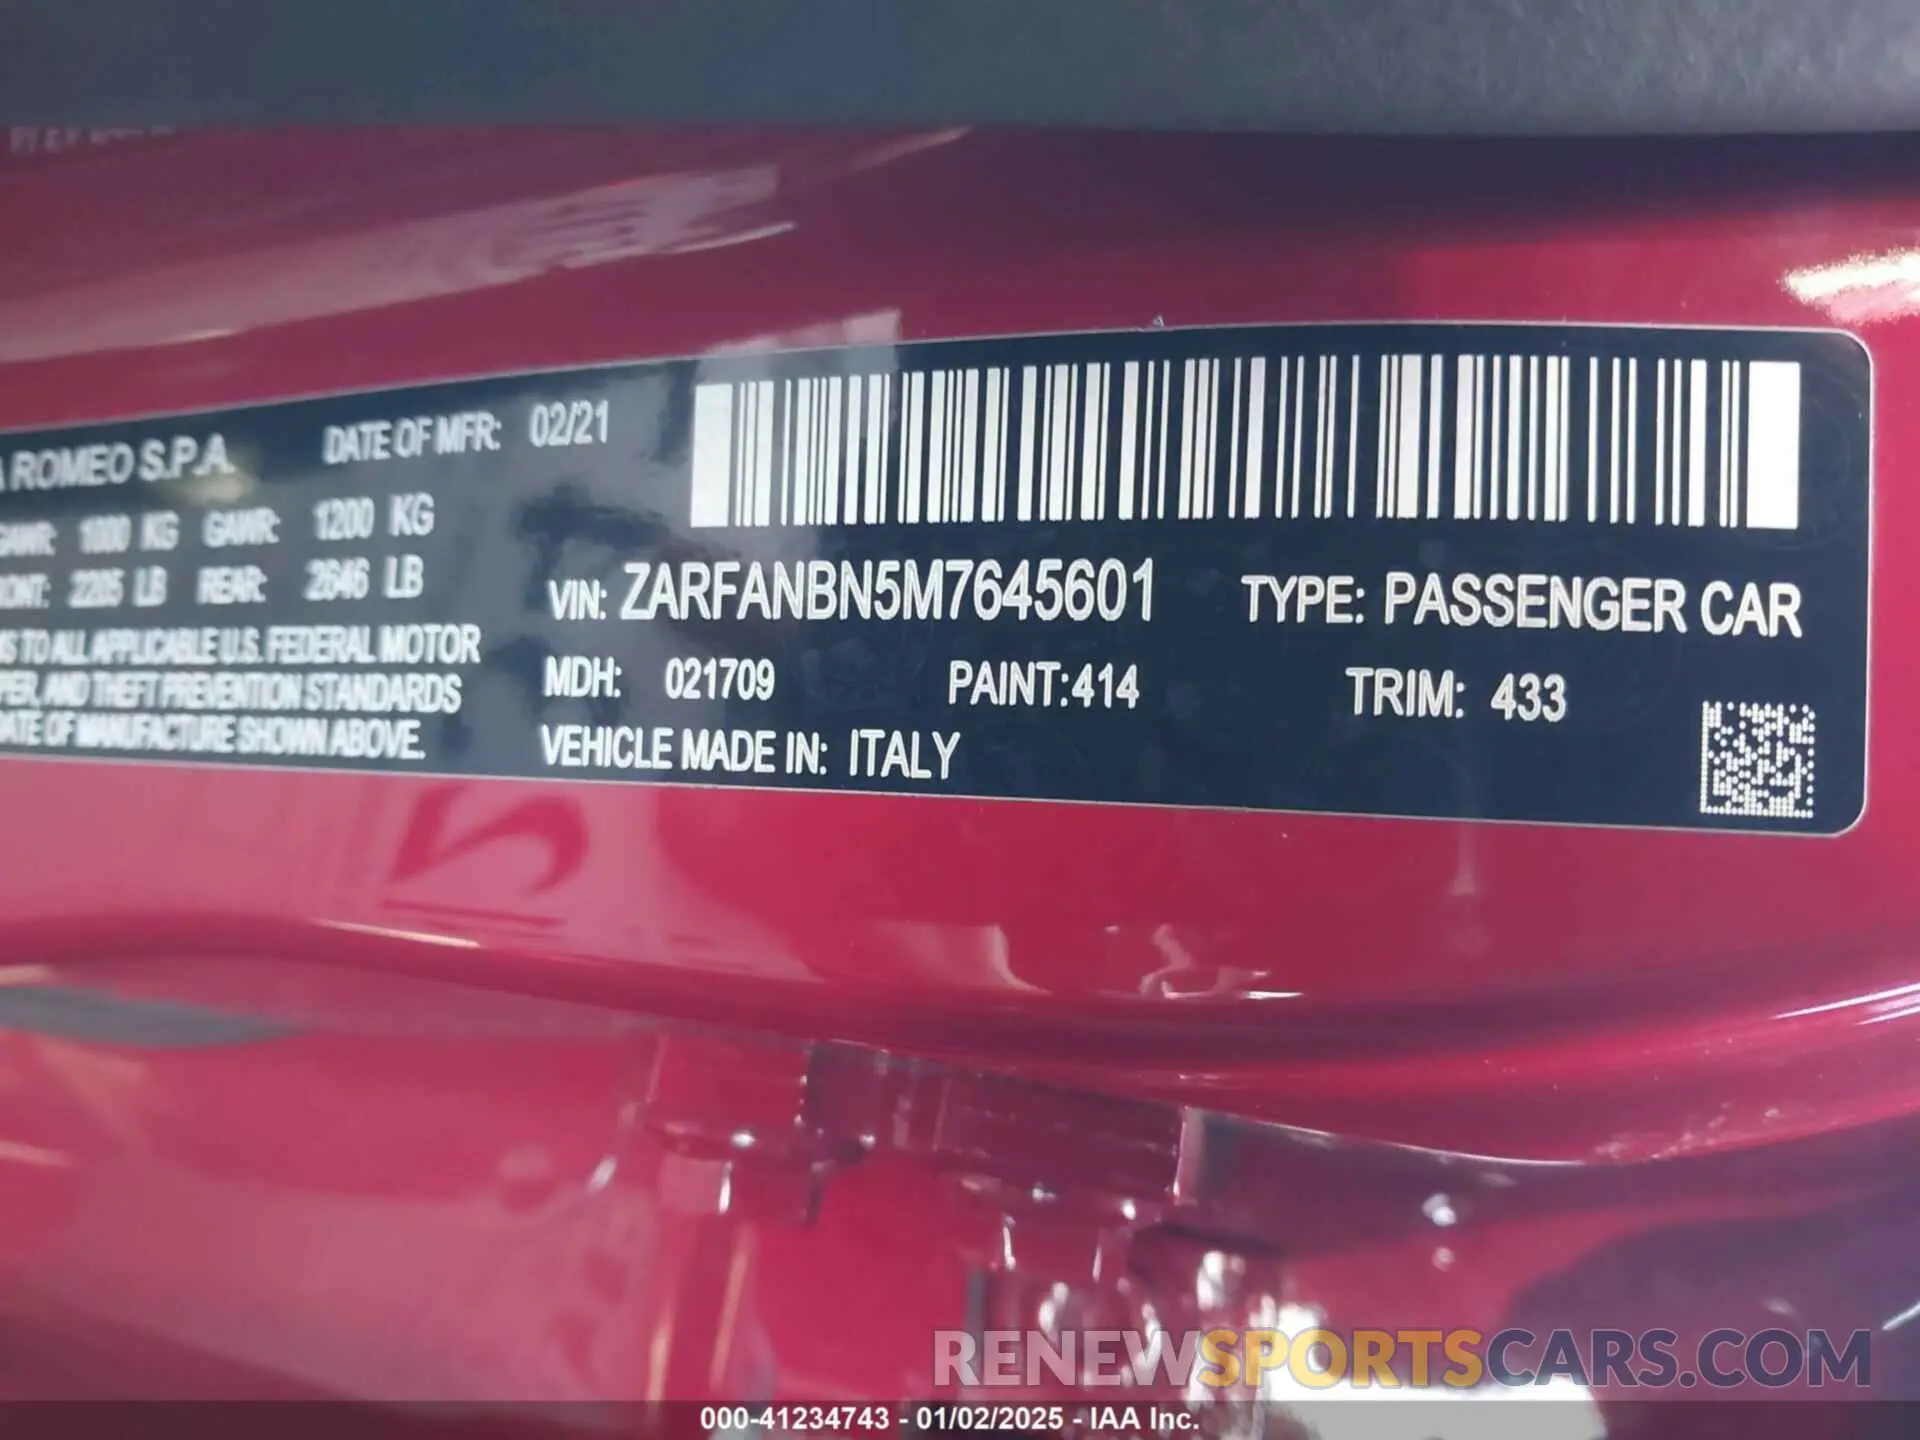 A ROMEO S.P.A. DATE OF MFR: 02/21
GAWR: 1000 KG GAWR: 1200 KG
FRONT: 2205 LB REAR: 2646 LB
MS TO ALL APPLICABLE U.S. FEDERAL MOTOR
PER, AND THEFT PREVENTION STANDARDS
DATE OF MANUFACTURE SHOWN ABOVE.
VIN: ZARFANBN5M7645601 TYPE: PASSENGER CAR
MDH: 021709 PAINT:414 TRIM: 433
VEHICLE MADE IN: ITALY
RENEWSPORTSCARS.COM
000-41234743 - 01/02/2025 - IAA Inc.